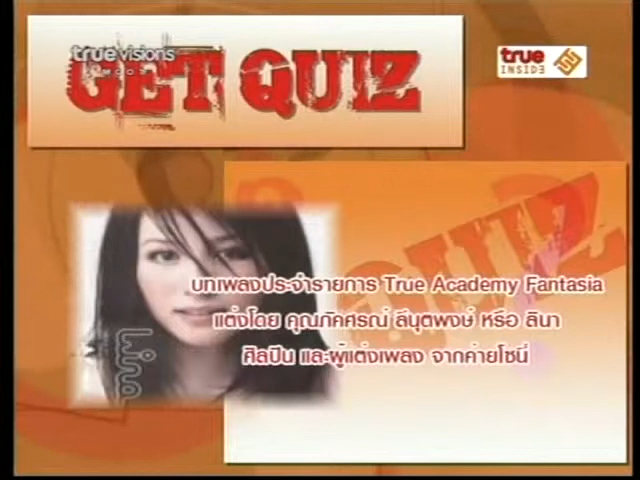 true visions
GET QUIZ
true
INSIDE
QUIZ
บทเพลงประจำรายการ True Academy Fantasia
แต่งโดย คุณภัคศรณ์ ลีนุตพงษ์ หรือ ลินา
ศิลปิน และผู้แต่งเพลง จากค่ายโซนี่
Lina